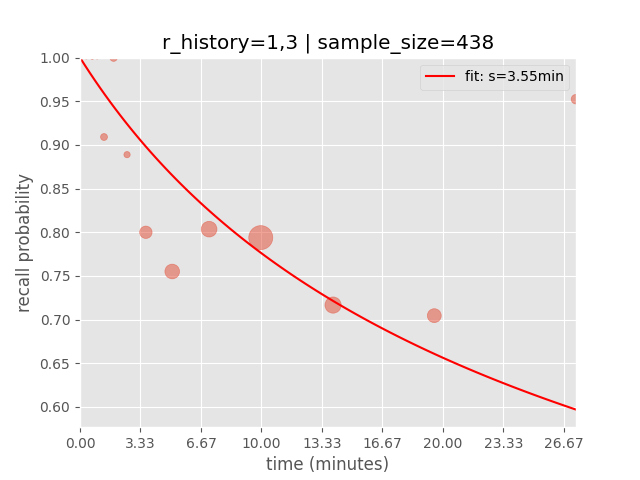 r_history=1,3 | sample_size=438
fit: s=3.55min
1.00
0.95
0.90
0.85
0.80
0.75
0.70
0.65
0.60
recall probability
0.00 3.33 6.67 10.00 13.33 16.67 20.00 23.33 26.67
time (minutes)